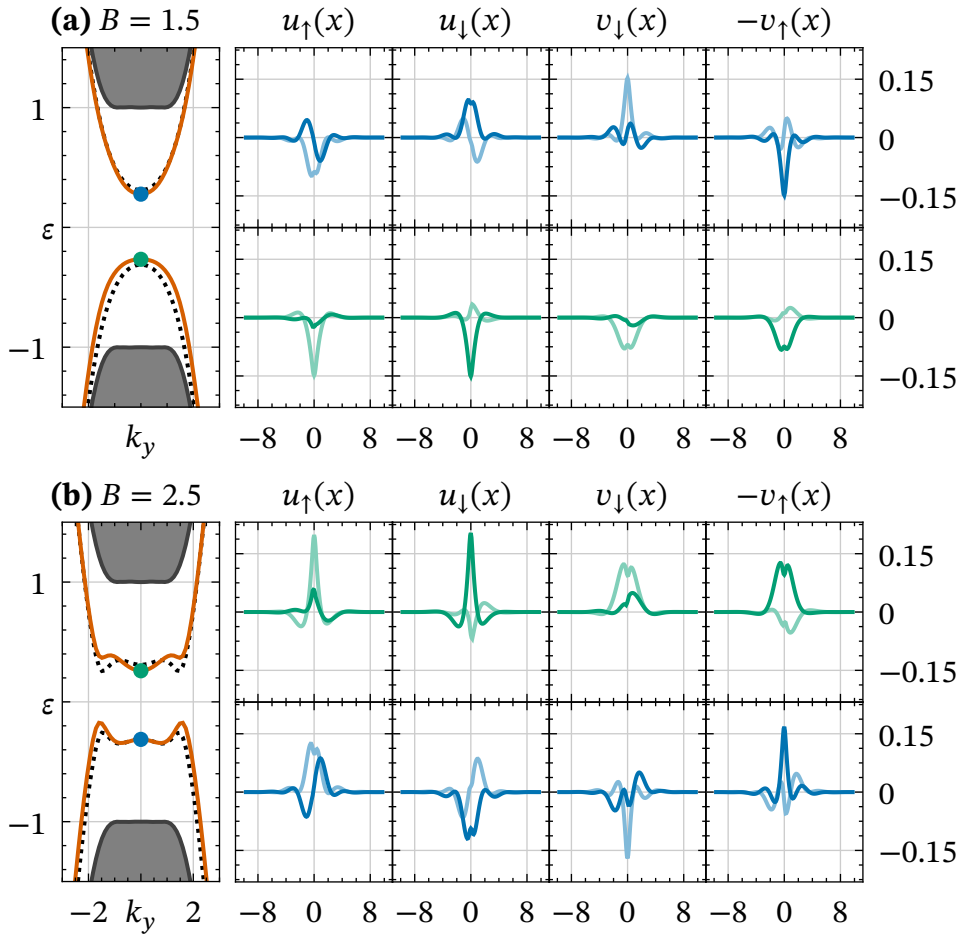 (a) B = 1.5 u↑(x) u↓(x) v↓(x) −v↑(x)
1 0.15
0
−0.15
ε
0.15
0
−1 −0.15
k_y −8 0 8 −8 0 8 −8 0 8 −8 0 8
(b) B = 2.5 u↑(x) u↓(x) v↓(x) −v↑(x)
1 0.15
0
−0.15
ε
0.15
0
−1
−0.15
−2 k_y 2 −8 0 8 −8 0 8 −8 0 8 −8 0 8